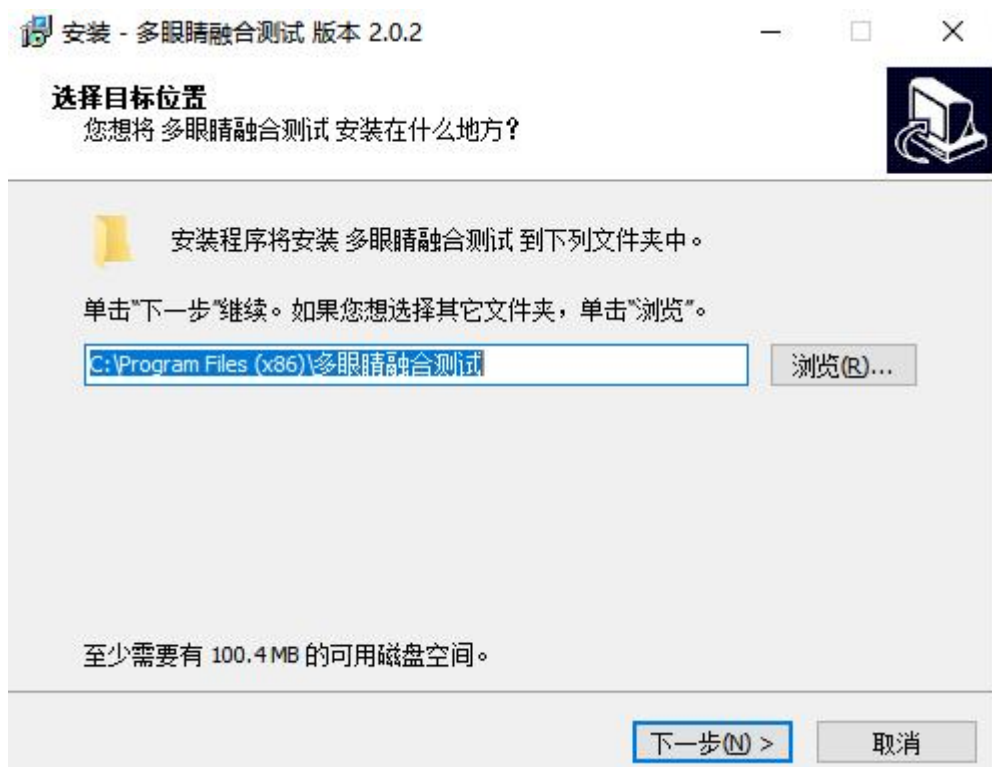 安装 - 多眼睛融合测试 版本 2.0.2
选择目标位置
您想将 多眼睛融合测试 安装在什么地方?
安装程序将安装 多眼睛融合测试 到下列文件夹中。
单击"下一步"继续。如果您想选择其它文件夹，单击"浏览"。
C:\Program Files (x86)\多眼睛融合测试
浏览(R)...
至少需要有 100.4 MB 的可用磁盘空间。
下一步(N) >
取消